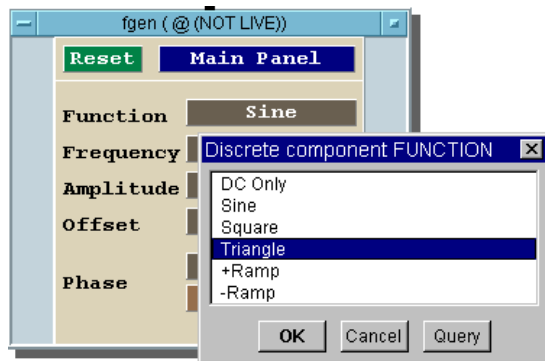 fgen ( @ (NOT LIVE))
Reset Main Panel
Function Sine
Frequency
Amplitude
Offset
Phase
Discrete component FUNCTION
DC Only
Sine
Square
Triangle
+Ramp
-Ramp
OK Cancel Query